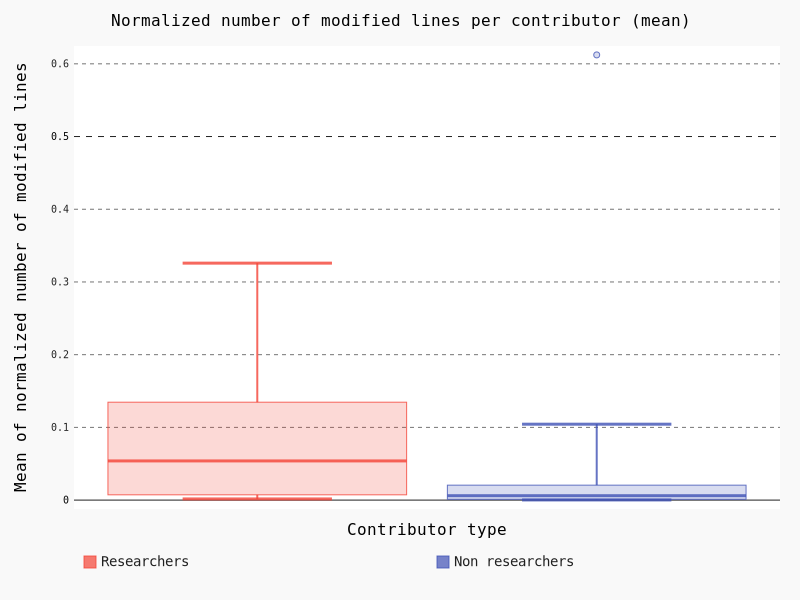 Normalized number of modified lines per contributor (mean)
Mean of normalized number of modified lines
0.6
0.5
0.4
0.3
0.2
0.1
0
Contributor type
Researchers
Non researchers